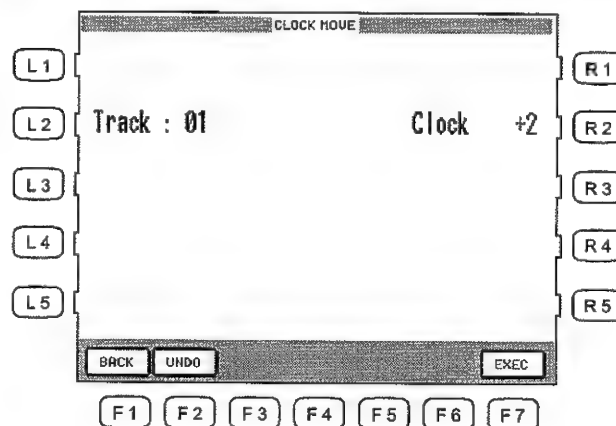 CLOCK MOVE
L1 R1
L2 Track : 01 Clock +2 R2
L3 R3
L4 R4
L5 R5
BACK UNDO EXEC
F1 F2 F3 F4 F5 F6 F7